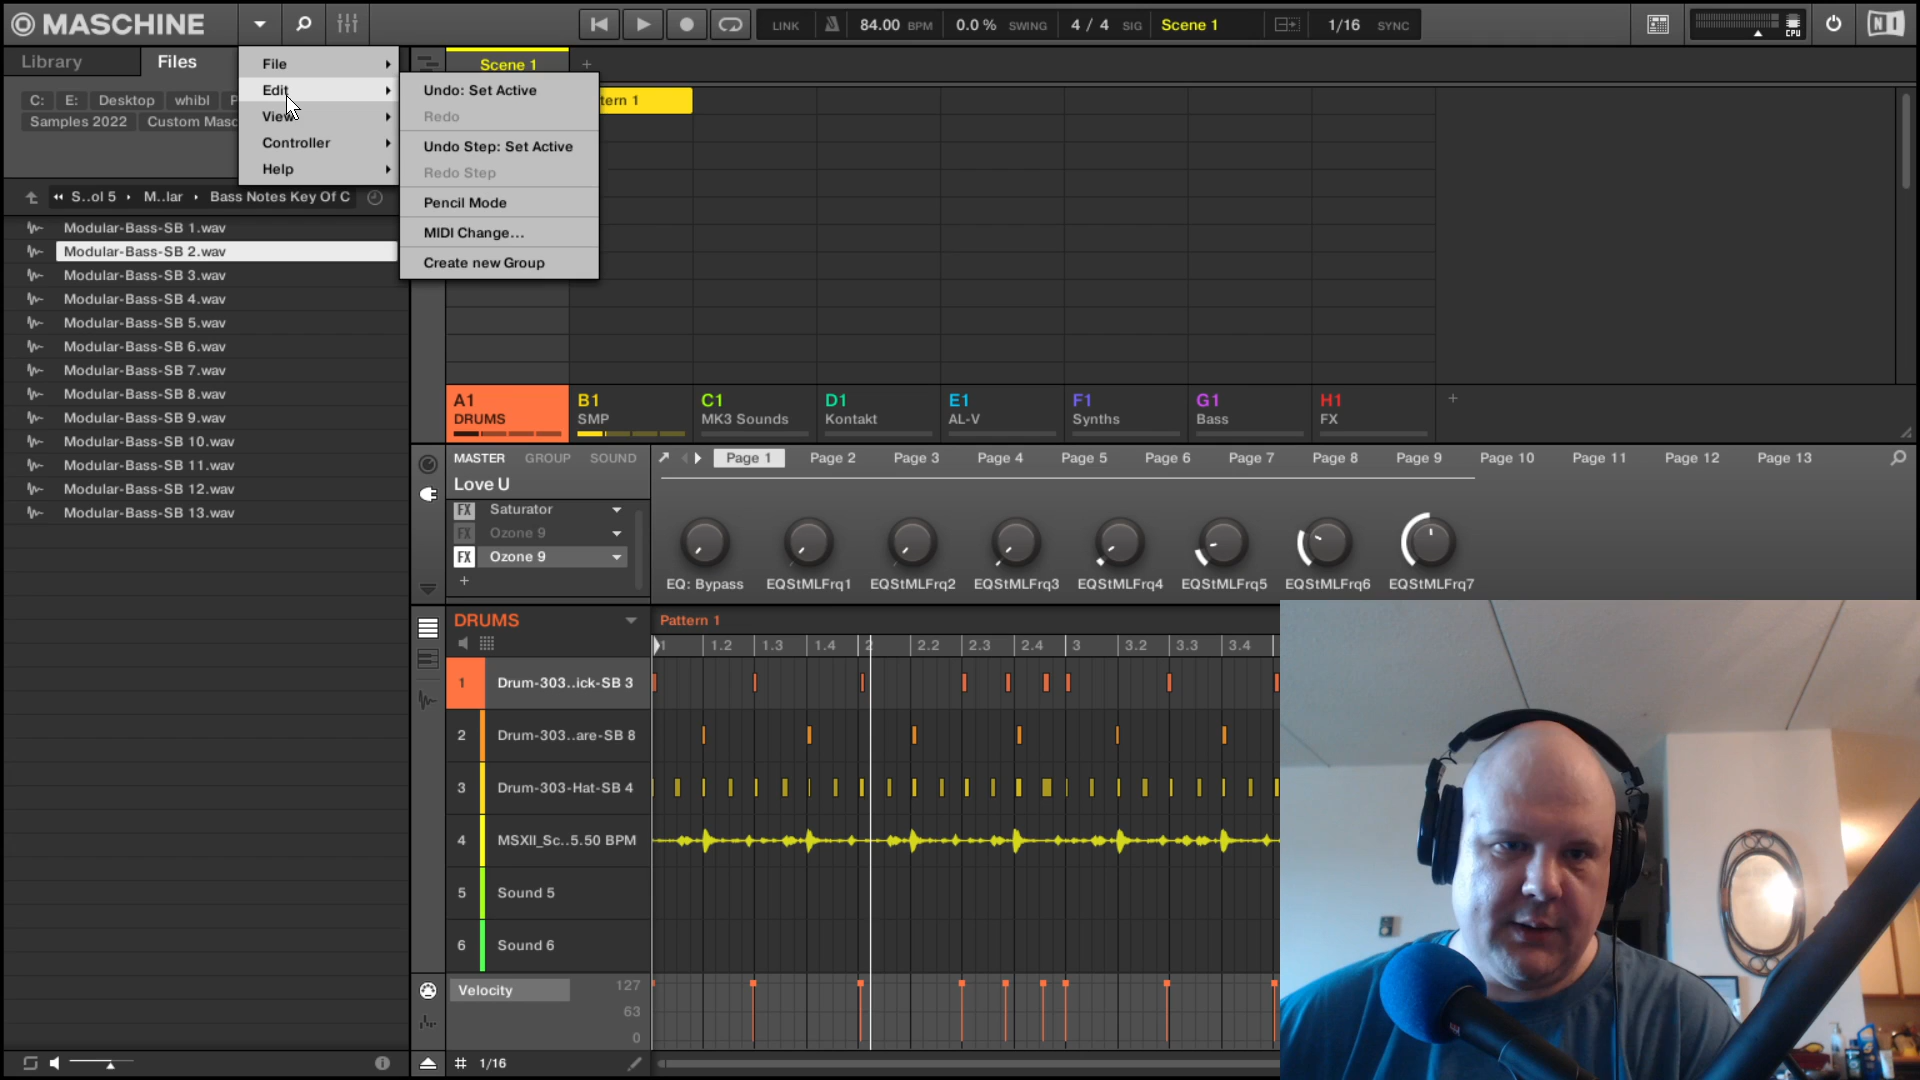 MASCHINE
LINK 84.00 BPM 0.0 % SWING 4 / 4 SIG Scene 1 1/16 SYNC
CPU
Library Files
File
Edit
View
Controller
Help
Undo: Set Active
Redo
Undo Step: Set Active
Redo Step
Pencil Mode
MIDI Change...
Create new Group
Scene 1 +
tern 1
C: E: Desktop whibl P
Samples 2022 Custom Masc
S..ol 5 M..lar Bass Notes Key Of C
Modular-Bass-SB 1.wav
Modular-Bass-SB 2.wav
Modular-Bass-SB 3.wav
Modular-Bass-SB 4.wav
Modular-Bass-SB 5.wav
Modular-Bass-SB 6.wav
Modular-Bass-SB 7.wav
Modular-Bass-SB 8.wav
Modular-Bass-SB 9.wav
Modular-Bass-SB 10.wav
Modular-Bass-SB 11.wav
Modular-Bass-SB 12.wav
Modular-Bass-SB 13.wav
A1 B1 C1 D1 E1 F1 G1 H1 +
DRUMS SMP MK3 Sounds Kontakt AL-V Synths Bass FX
MASTER GROUP SOUND
Page 1 Page 2 Page 3 Page 4 Page 5 Page 6 Page 7 Page 8 Page 9 Page 10 Page 11 Page 12 Page 13
Love U
FX Saturator
FX Ozone 9
FX Ozone 9
+
EQ: Bypass EQStMLFrq1 EQStMLFrq2 EQStMLFrq3 EQStMLFrq4 EQStMLFrq5 EQStMLFrq6 EQStMLFrq7
DRUMS Pattern 1
1 1.2 1.3 1.4 2 2.2 2.3 2.4 3 3.2 3.3 3.4
1 Drum-303..ick-SB 3
2 Drum-303..are-SB 8
3 Drum-303-Hat-SB 4
4 MSXII_Sc..5.50 BPM
5 Sound 5
6 Sound 6
Velocity 127
63
0
# 1/16